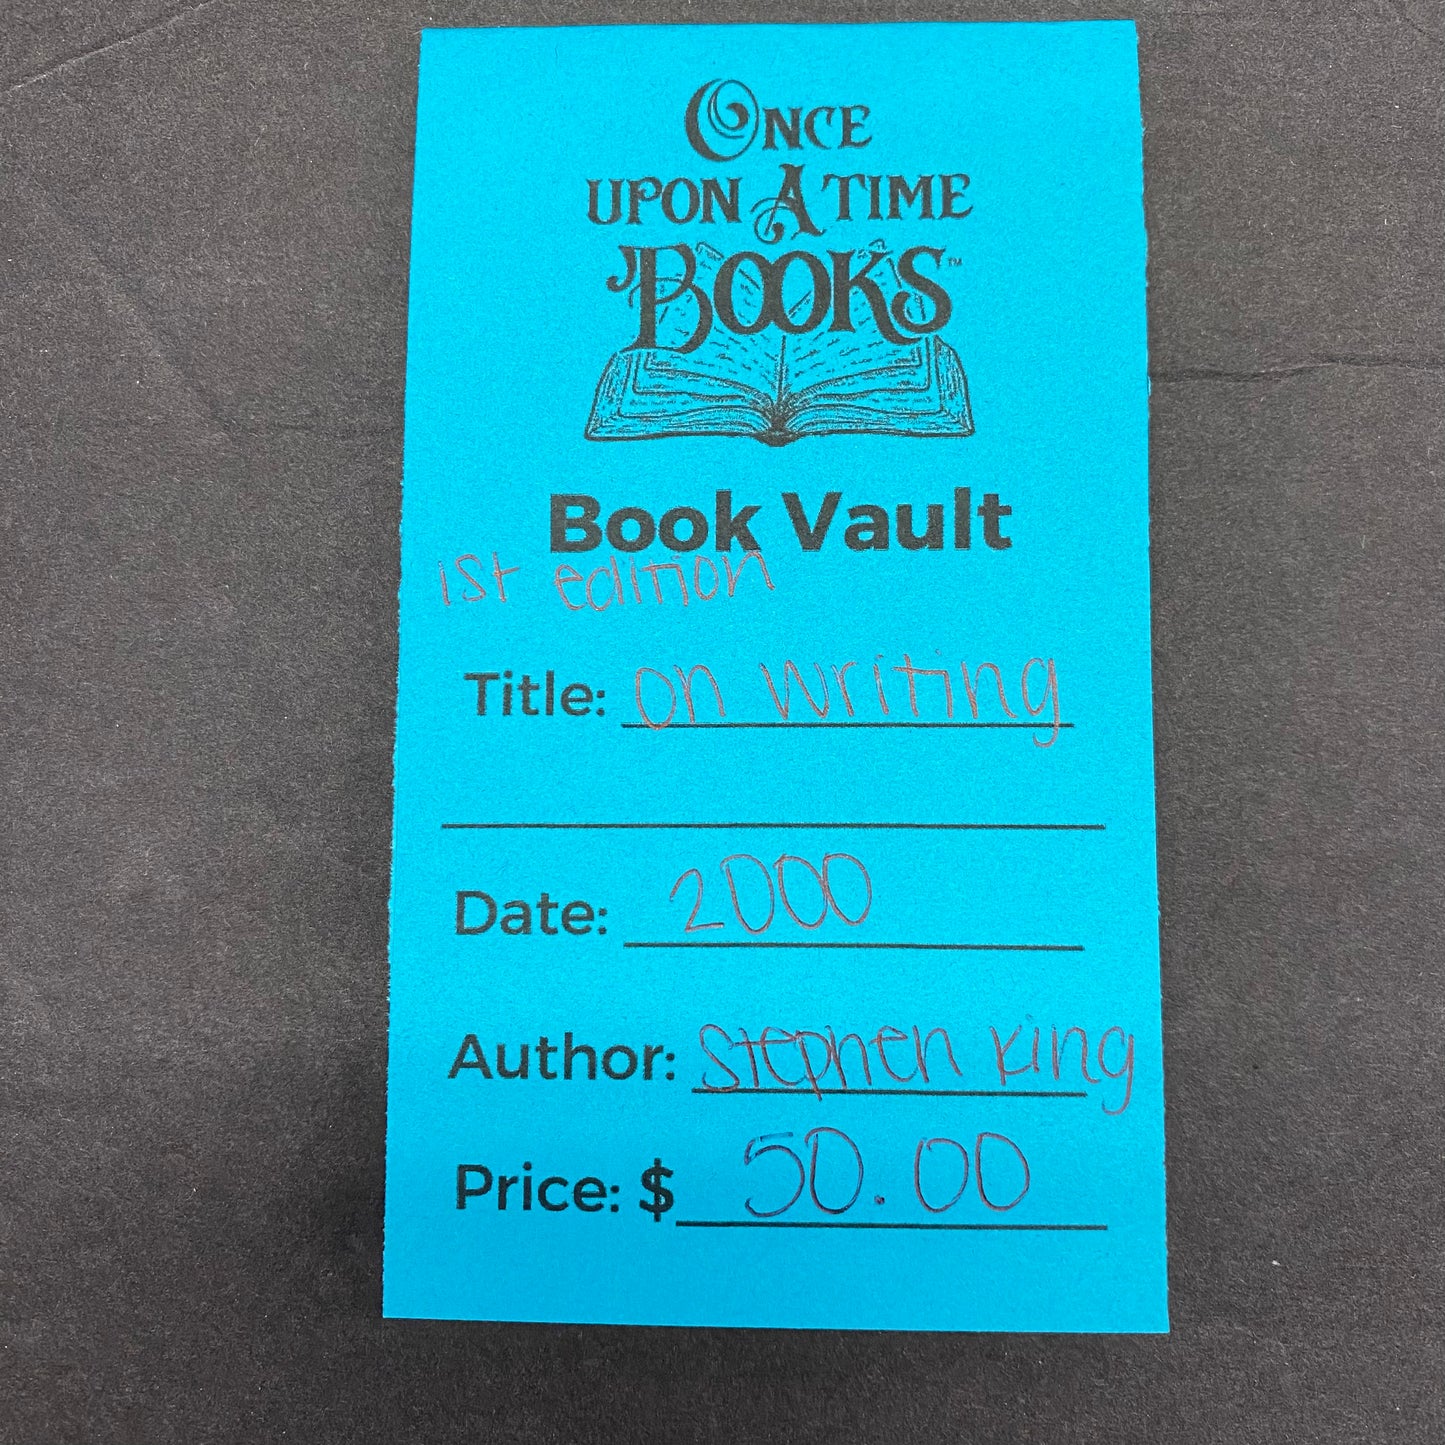 ONCE
UPON A TIME
BOOKS™
Book Vault
1st edition
Title: on writing
Date: 2000
Author: Stephen King
Price: $ 50.00